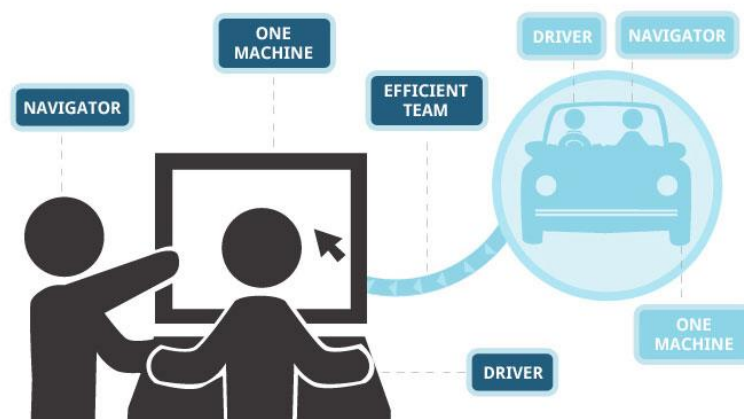 ONE
MACHINE
DRIVER
NAVIGATOR
NAVIGATOR
EFFICIENT
TEAM
ONE
MACHINE
DRIVER